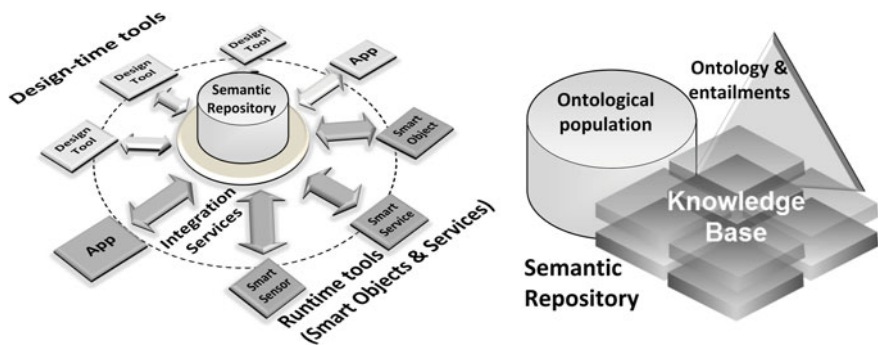 Design-time tools
Design
Tool
Design
Tool
Design
Tool
App
Semantic
Repository
Smart
Object
Integration
Services
App
Smart
Service
Smart
Sensor
Runtime tools
(Smart Objects & Services)
Ontological
population
Ontology &
entailments
Knowledge
Base
Semantic
Repository